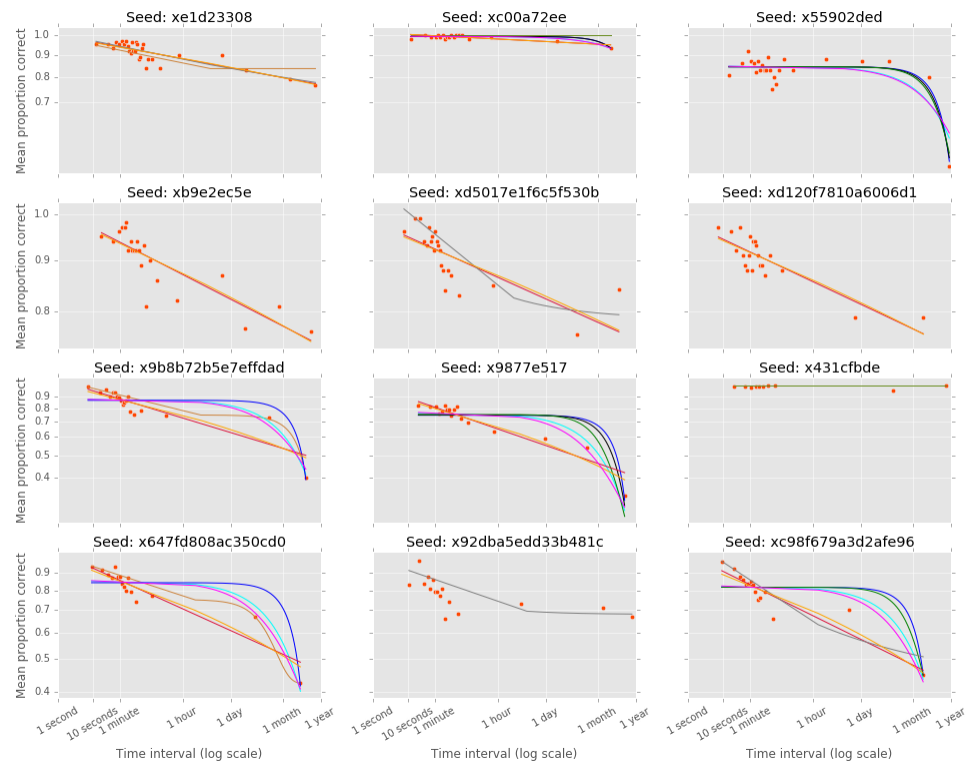 Seed: xe1d23308
Seed: xc00a72ee
Seed: x55902ded
Mean proportion correct
1.0
0.9
0.8
0.7
Seed: xb9e2ec5e
Seed: xd5017e1f6c5f530b
Seed: xd120f7810a6006d1
Mean proportion correct
1.0
0.9
0.8
Seed: x9b8b72b5e7effdad
Seed: x9877e517
Seed: x431cfbde
Mean proportion correct
0.9
0.8
0.7
0.6
0.5
0.4
Seed: x647fd808ac350cd0
Seed: x92dba5edd33b481c
Seed: xc98f679a3d2afe96
Mean proportion correct
0.9
0.8
0.7
0.6
0.5
0.4
1 second
10 seconds
1 minute
1 hour
1 day
1 month
1 year
1 second
10 seconds
1 minute
1 hour
1 day
1 month
1 year
1 second
10 seconds
1 minute
1 hour
1 day
1 month
1 year
Time interval (log scale)
Time interval (log scale)
Time interval (log scale)